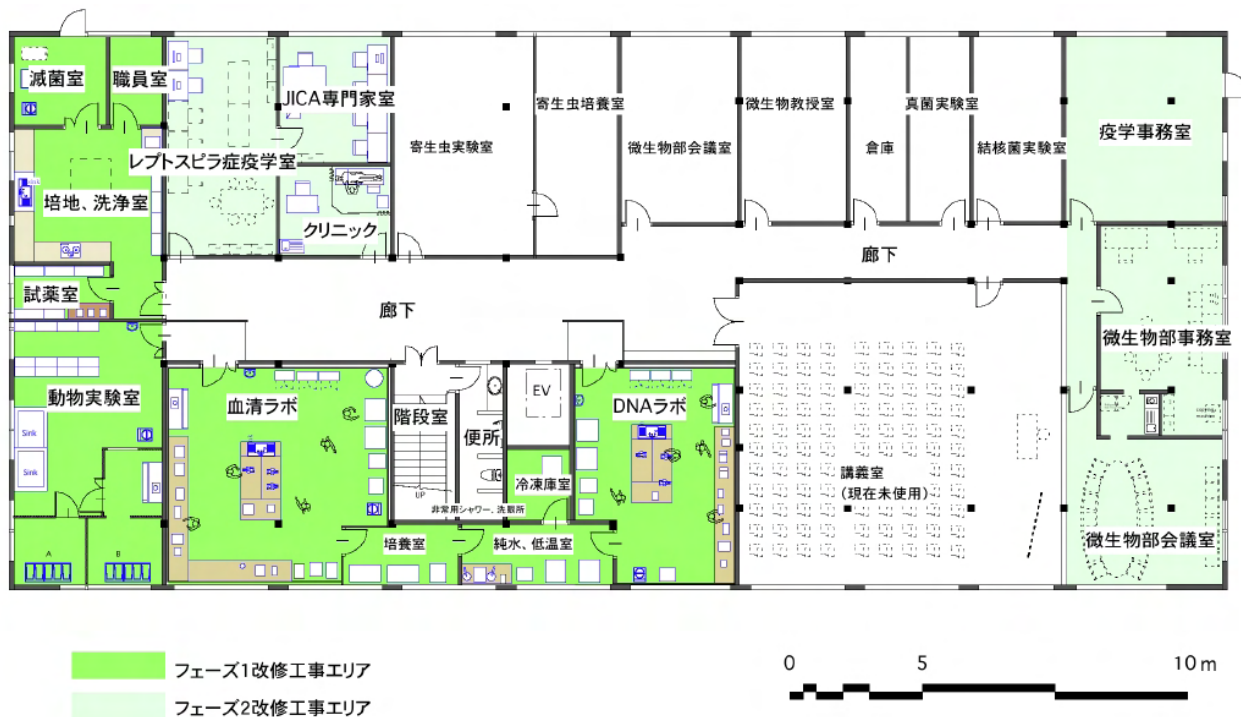 滅菌室
職員室
JICA専門家室
寄生虫培養室
微生物教授室
真菌実験室
疫学事務室
レプトスピラ症疫学室
寄生虫実験室
微生物部会議室
倉庫
結核菌実験室
培地、洗浄室
クリニック
廊下
試薬室
廊下
微生物部事務室
動物実験室
血清ラボ
階段室
便所
EV
DNAラボ
Sink
Sink
講義室
(現在未使用)
冷凍庫室
UP
非常用シャワー、洗眼所
培養室
純水、低温室
微生物部会議室
A
B
フェーズ1改修工事エリア
フェーズ2改修工事エリア
0 5 10m